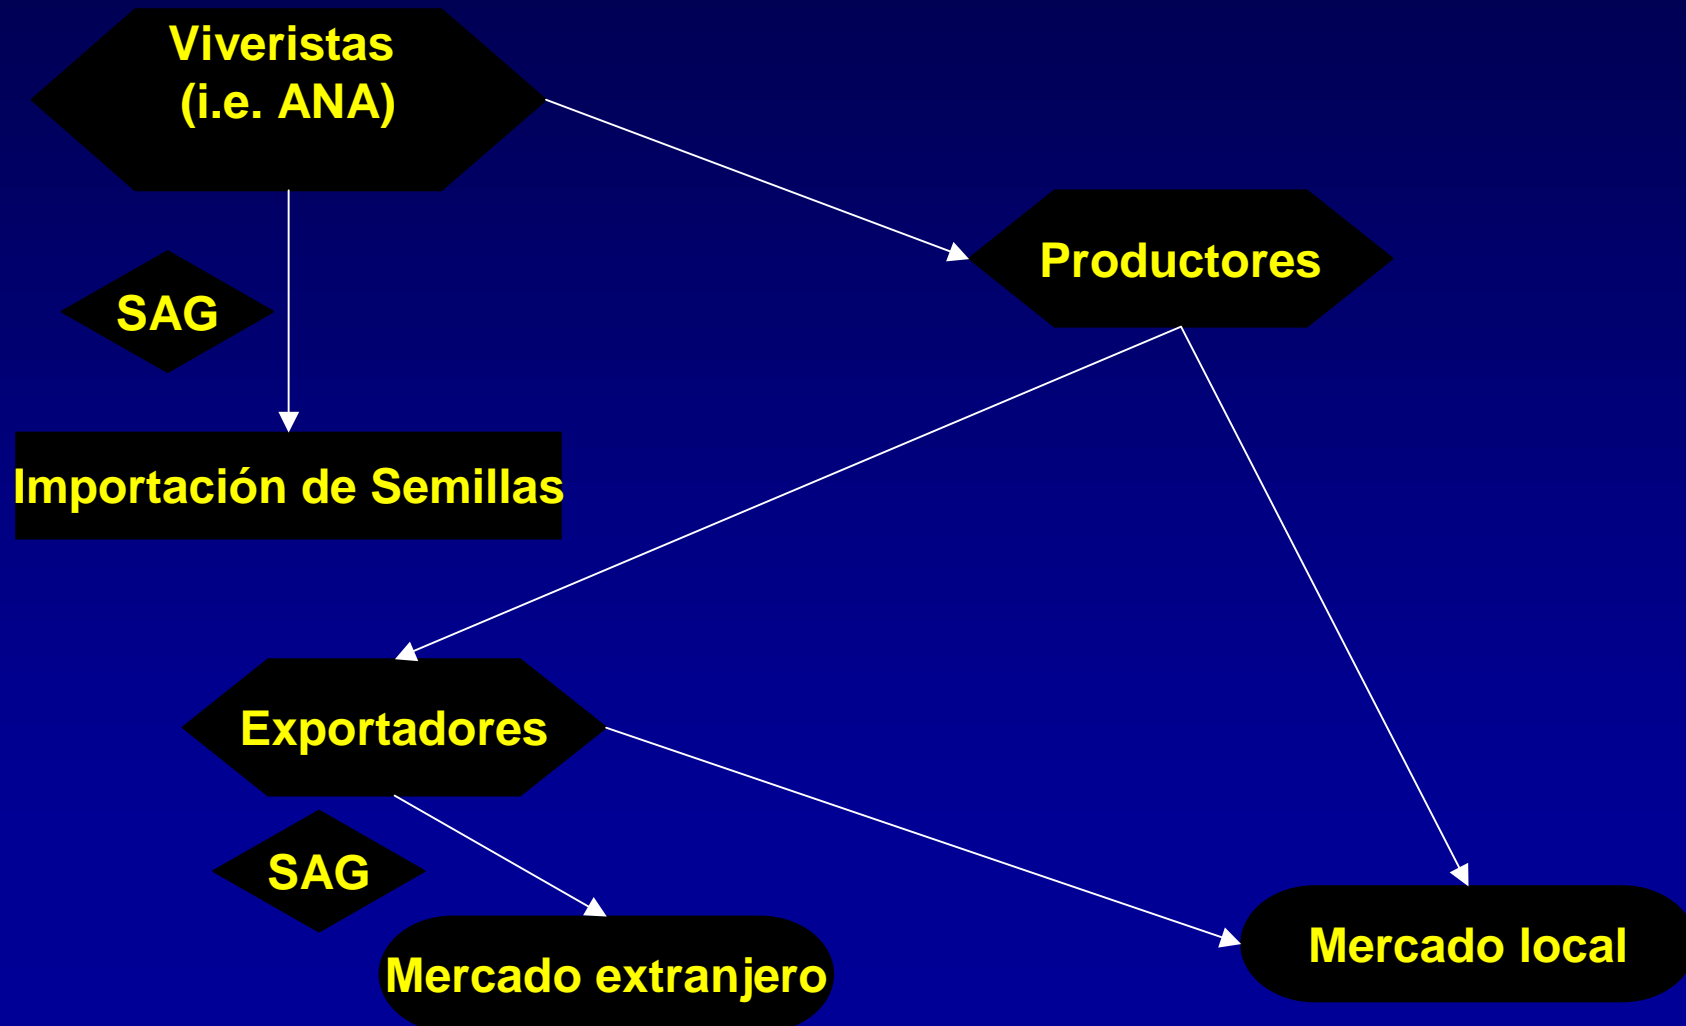 Viveristas
(i.e. ANA)
Productores
SAG
Importación de Semillas
Exportadores
SAG
Mercado local
Mercado extranjero